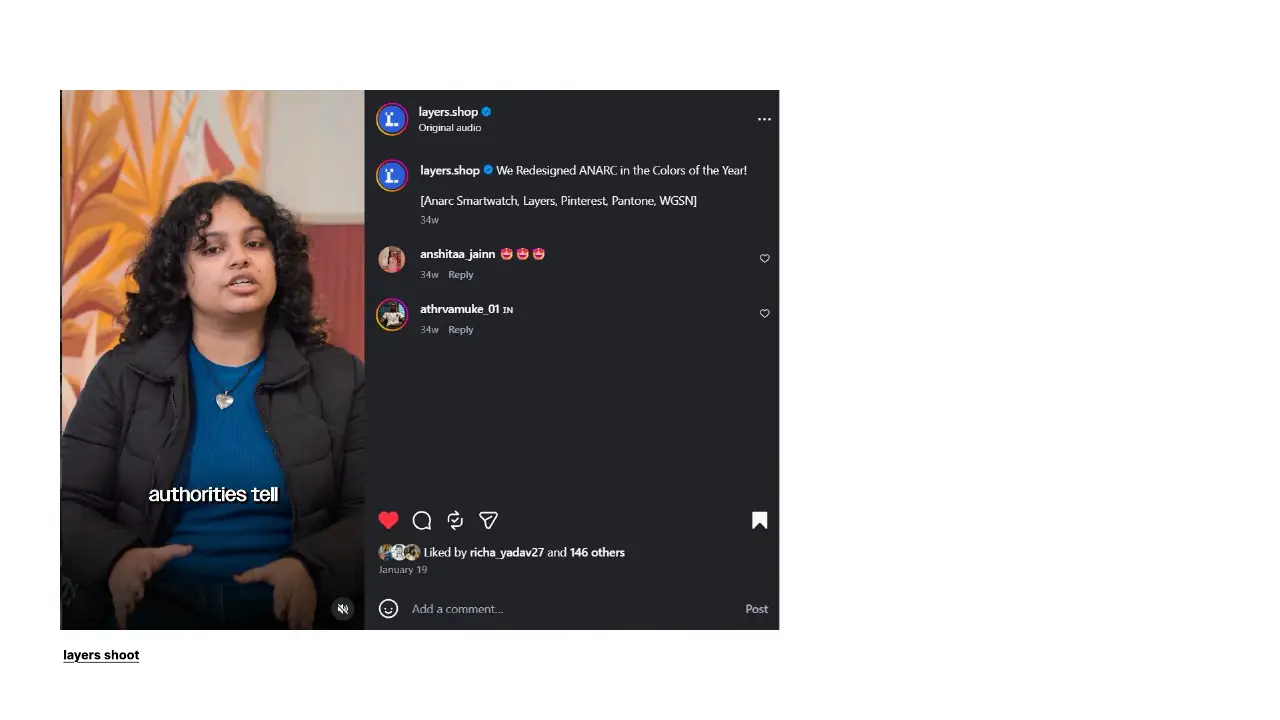 layers.shop
Original audio
layers.shop We Redesigned ANARC in the Colors of the Year!
[Anarc Smartwatch, Layers, Pinterest, Pantone, WGSN]
34w
anshitaa_jainn 🤩🤩🤩
34w Reply
athrvamuke_01 IN
34w Reply
authorities tell
Liked by richa_yadav27 and 146 others
January 19
Add a comment...
Post
layers shoot